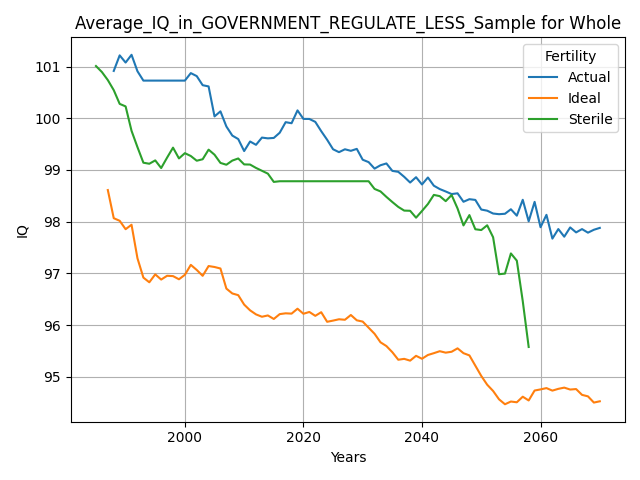 Average_IQ_in_GOVERNMENT_REGULATE_LESS_Sample for Whole
Fertility
Actual
Ideal
Sterile
IQ
101
100
99
98
97
96
95
2000
2020
2040
2060
Years